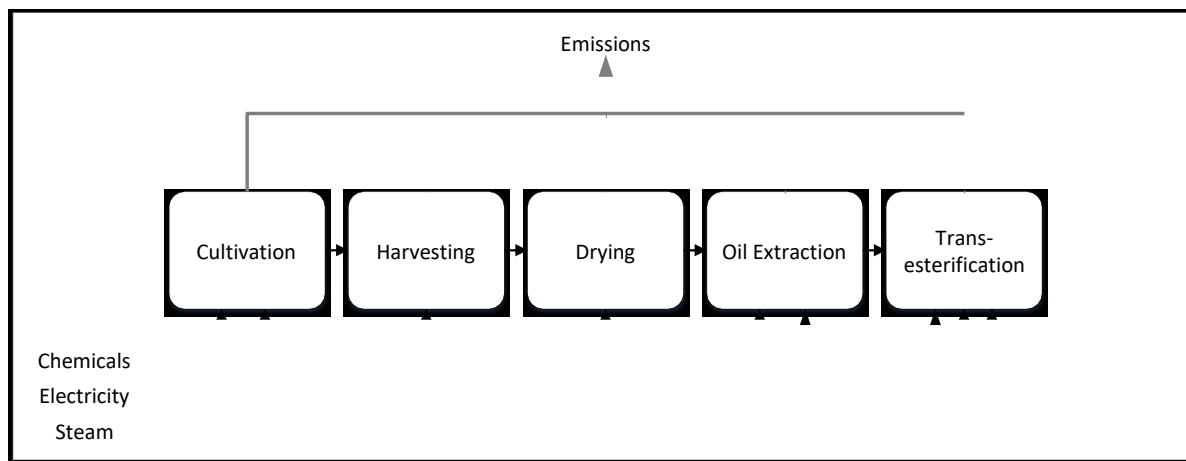 Emissions
Cultivation
Harvesting
Drying
Oil Extraction
Trans-
esterification
Chemicals
Electricity
Steam